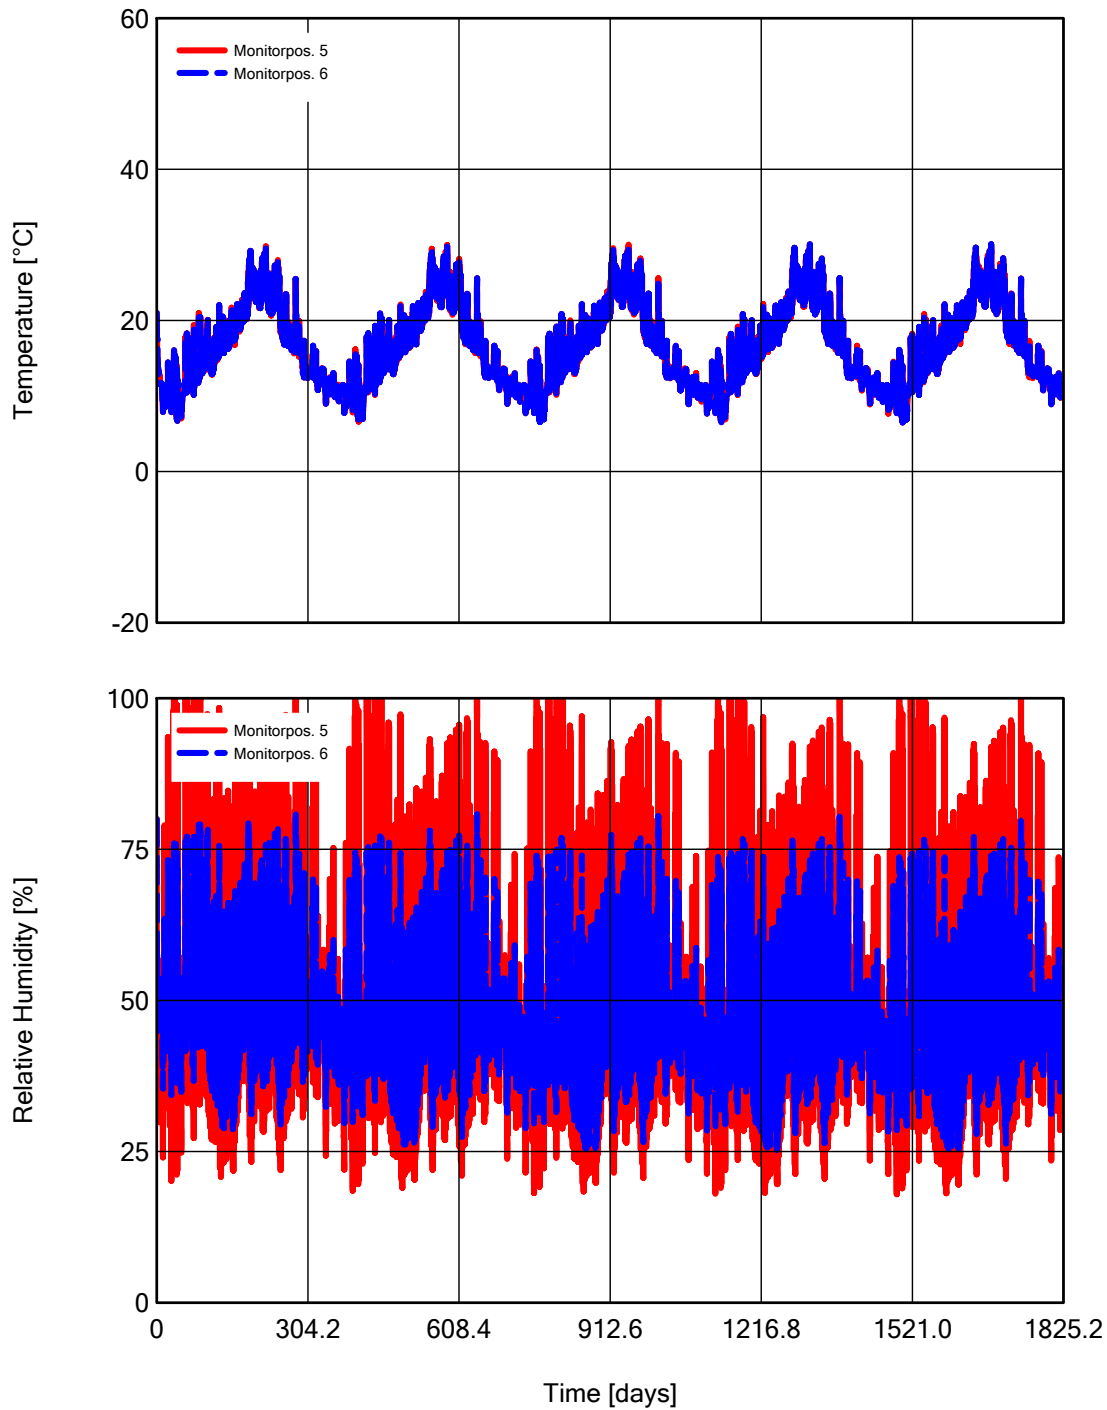 60
Monitorpos. 5
Monitorpos. 6
40
Temperature [°C]
20
0
-20
100
Monitorpos. 5
Monitorpos. 6
75
Relative Humidity [%]
50
25
0
0 304.2 608.4 912.6 1216.8 1521.0 1825.2
Time [days]